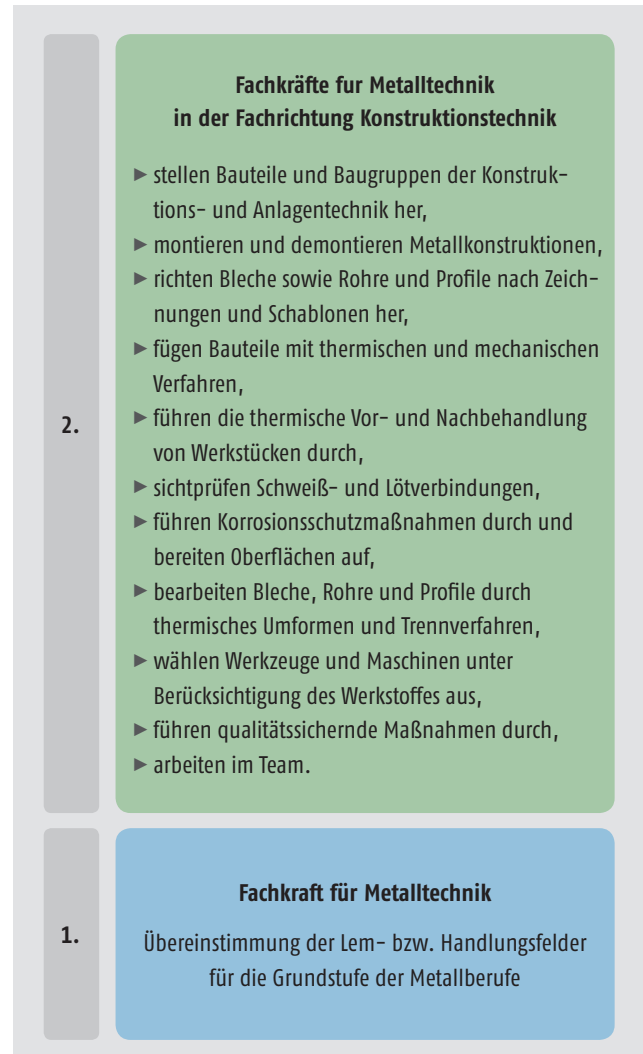 Fachkräfte fur Metalltechnik
in der Fachrichtung Konstruktionstechnik
▶ stellen Bauteile und Baugruppen der Konstruk-
tions- und Anlagentechnik her,
▶ montieren und demontieren Metallkonstruktionen,
▶ richten Bleche sowie Rohre und Profile nach Zeich-
nungen und Schablonen her,
▶ fügen Bauteile mit thermischen und mechanischen
Verfahren,
2.
▶ führen die thermische Vor- und Nachbehandlung
von Werkstücken durch,
▶ sichtprüfen Schweiß- und Lötverbindungen,
▶ führen Korrosionsschutzmaßnahmen durch und
bereiten Oberflächen auf,
▶ bearbeiten Bleche, Rohre und Profile durch
thermisches Umformen und Trennverfahren,
▶ wählen Werkzeuge und Maschinen unter
Berücksichtigung des Werkstoffes aus,
▶ führen qualitätssichernde Maßnahmen durch,
▶ arbeiten im Team.
1.
Fachkraft für Metalltechnik
Übereinstimmung der Lem- bzw. Handlungsfelder
für die Grundstufe der Metallberufe